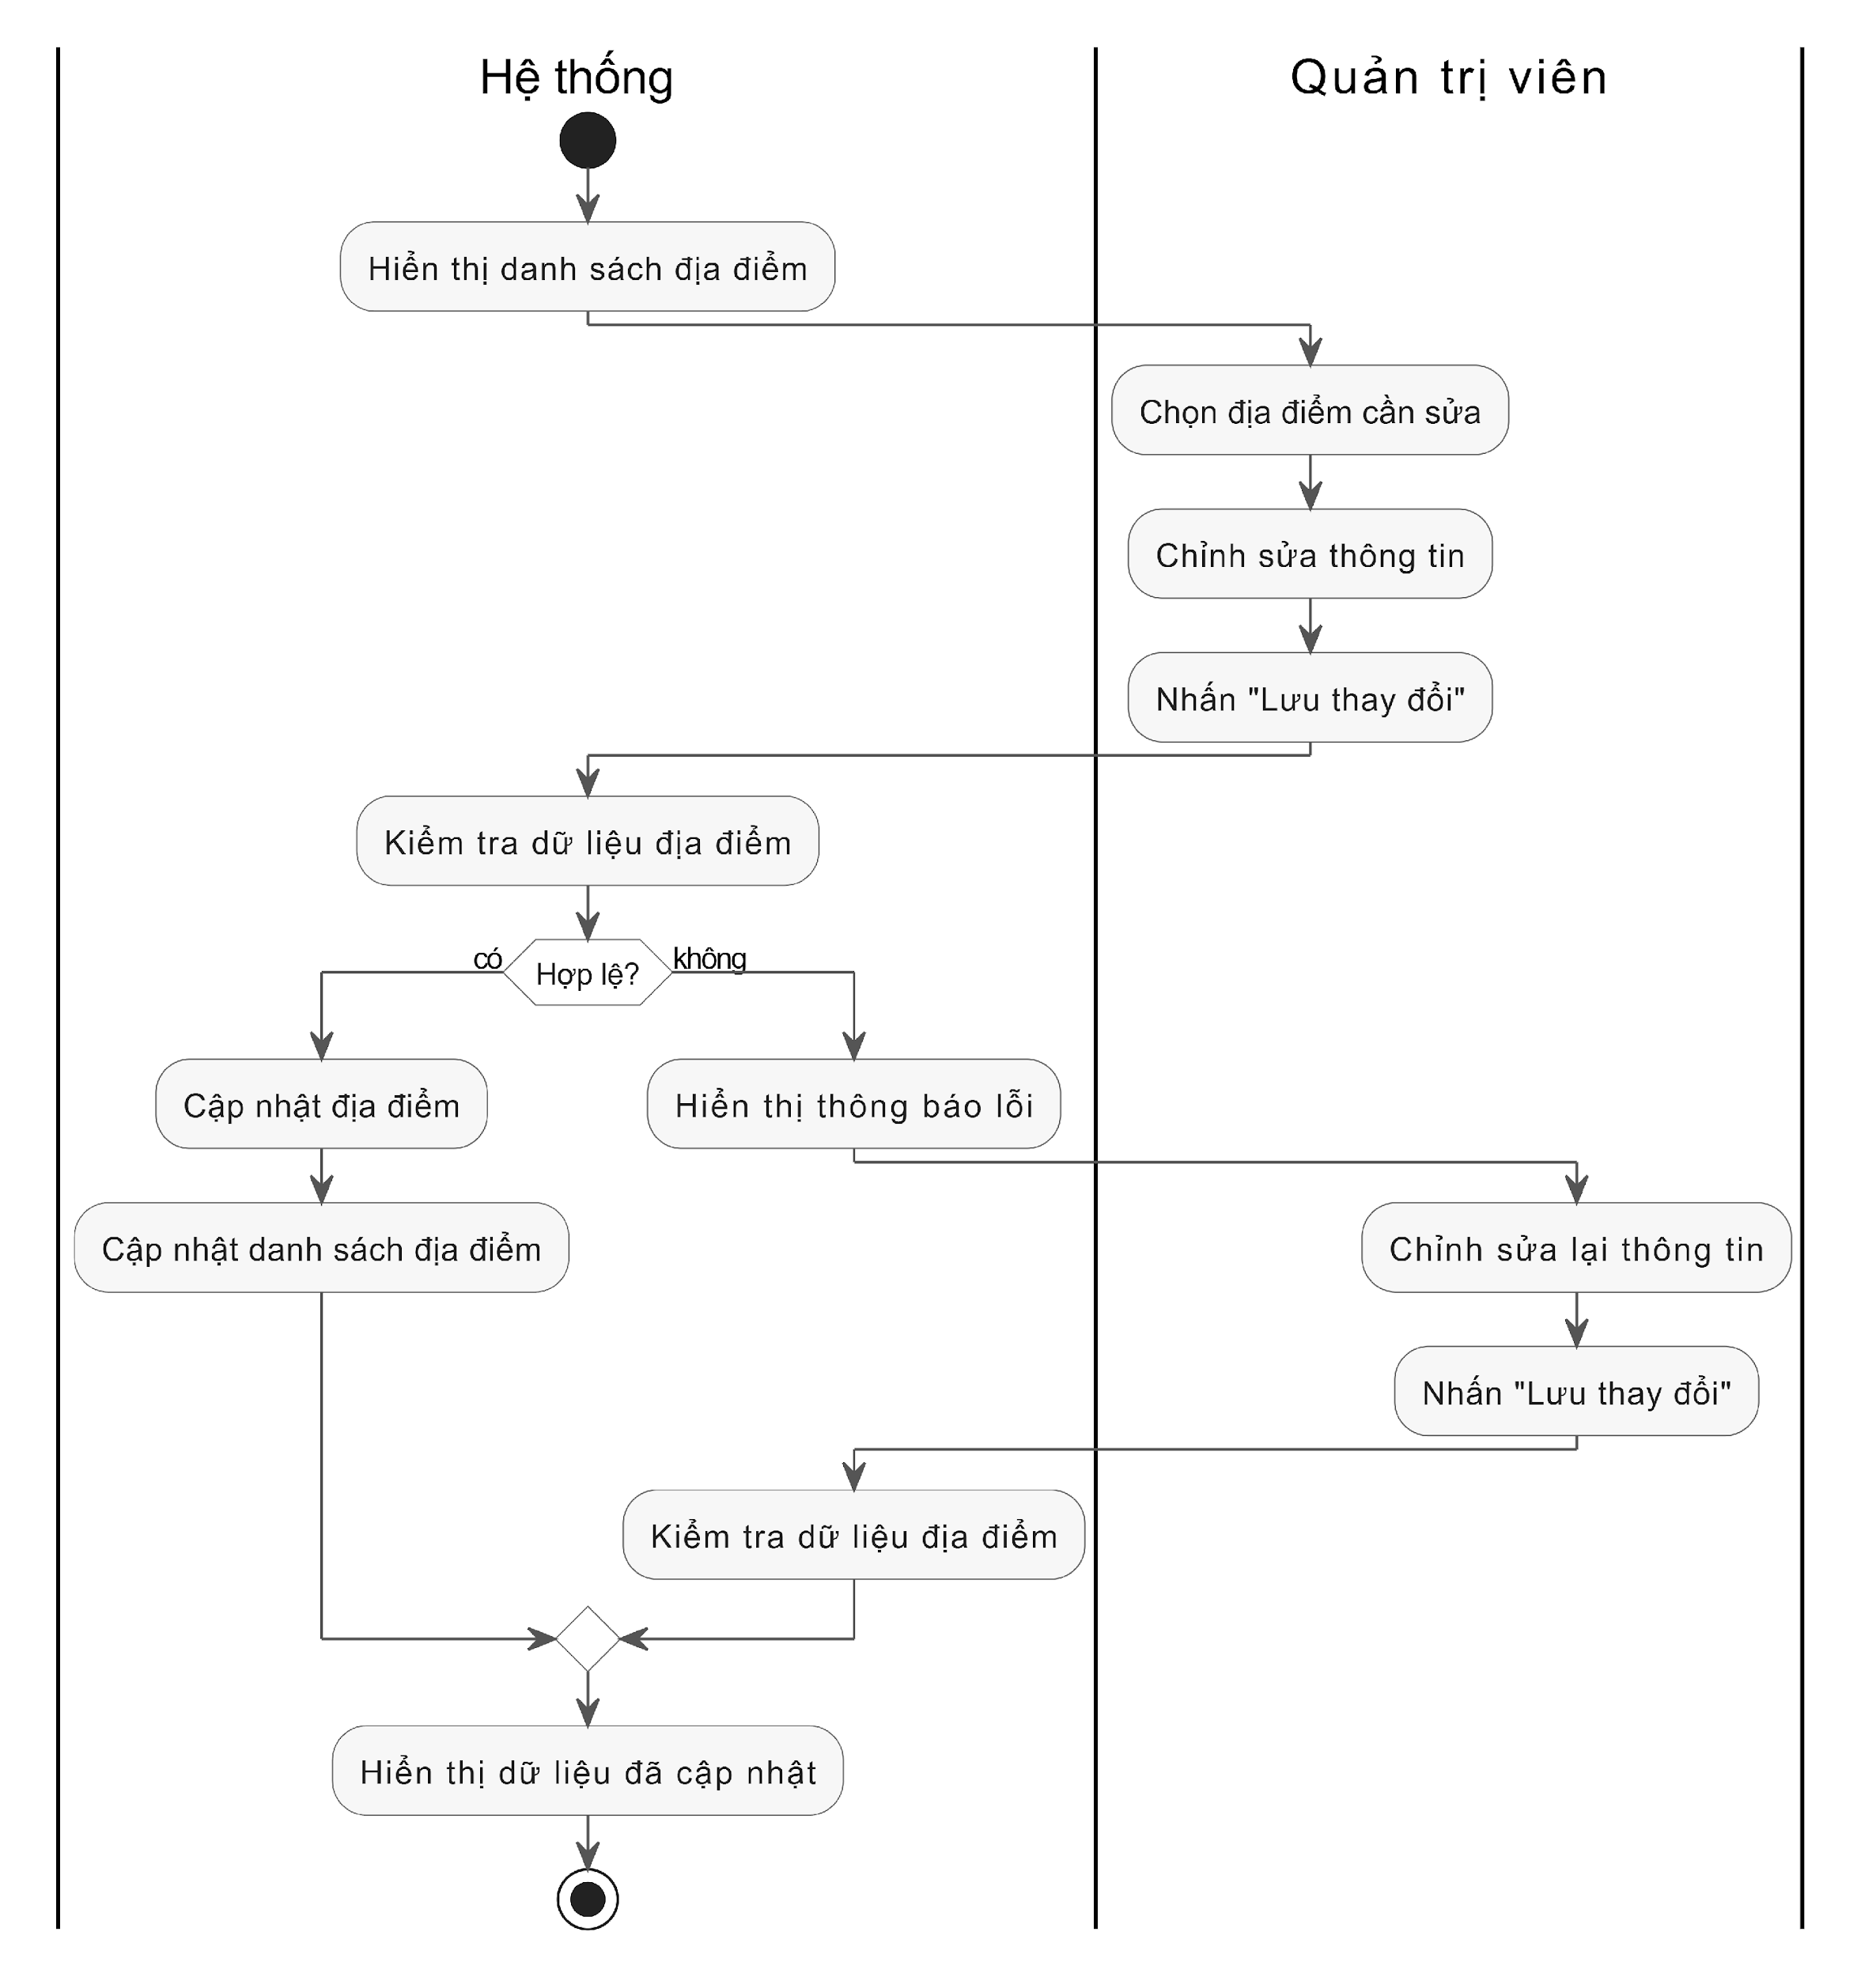 Hệ thống
Quản trị viên
Hiển thị danh sách địa điểm
Chọn địa điểm cần sửa
Chỉnh sửa thông tin
Nhấn "Lưu thay đổi"
Kiểm tra dữ liệu địa điểm
có
Hợp lệ?
không
Cập nhật địa điểm
Hiển thị thông báo lỗi
Cập nhật danh sách địa điểm
Chỉnh sửa lại thông tin
Nhấn "Lưu thay đổi"
Kiểm tra dữ liệu địa điểm
Hiển thị dữ liệu đã cập nhật